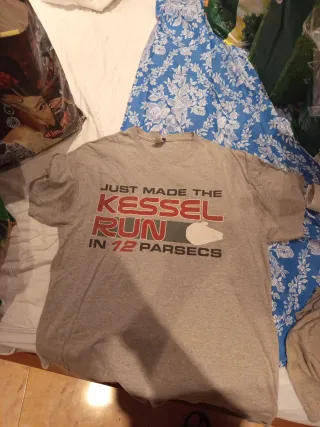 JUST MADE THE
KESSEL
RUN
IN 12 PARSECS